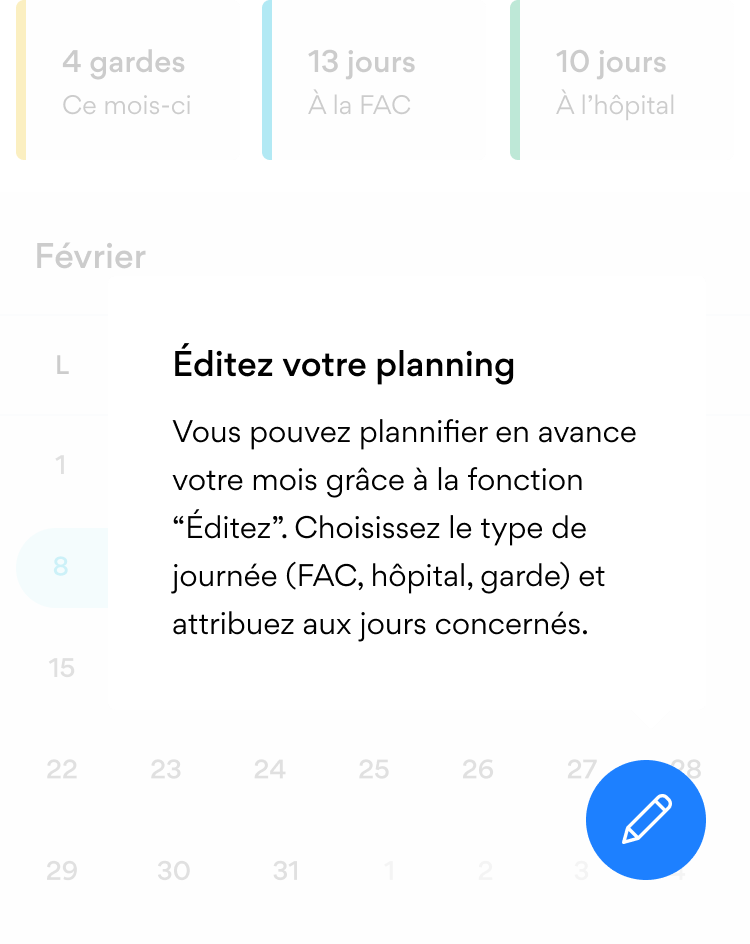 4 gardes 13 jours 10 jours
Ce mois-ci À la FAC À l’hôpital
Février
L
Éditez votre planning
1
Vous pouvez plannifier en avance
votre mois grâce à la fonction
“Éditez”. Choisissez le type de
8
journée (FAC, hôpital, garde) et
attribuez aux jours concernés.
15
22 23 24 25 26 27 28
29 30 31 1 2 3